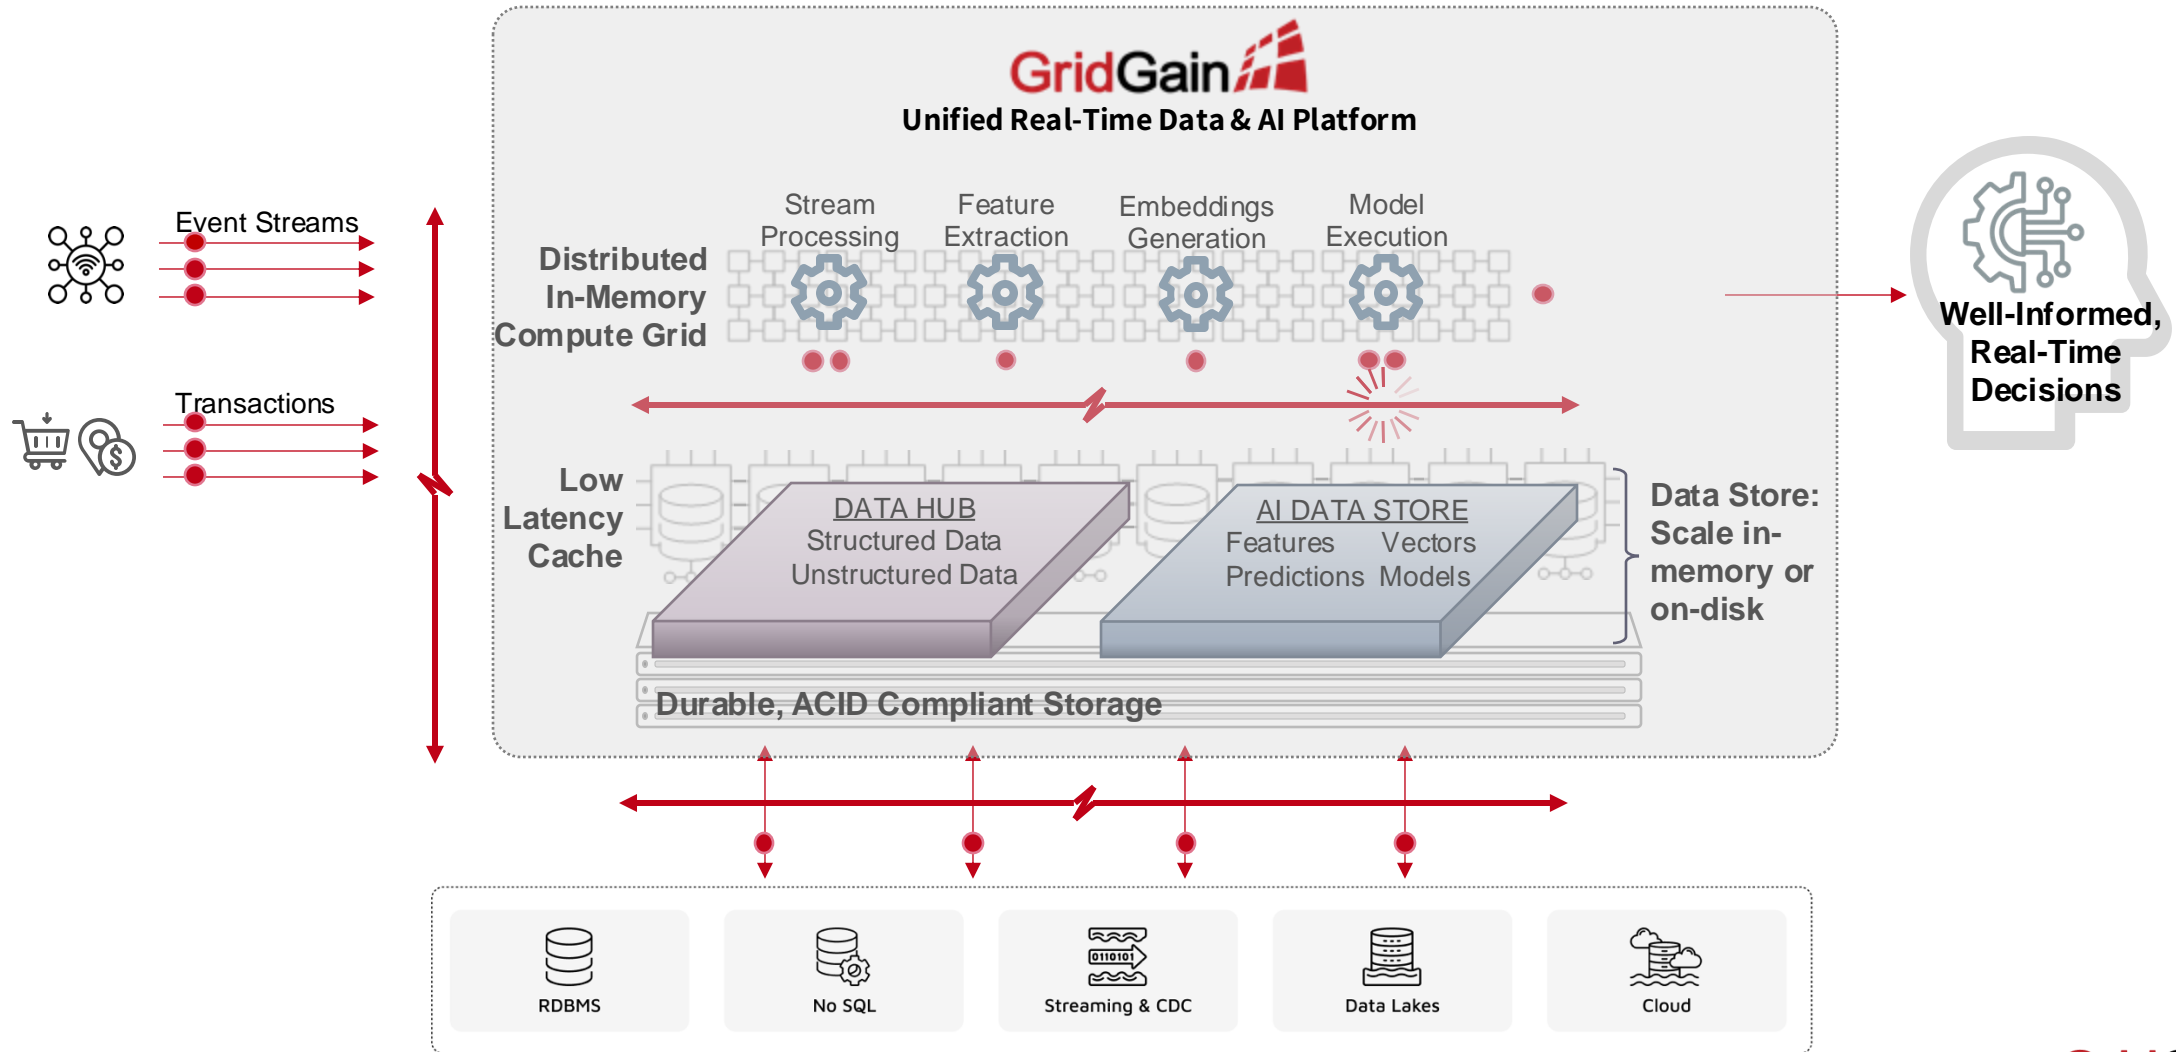 GridGain
Unified Real-Time Data & AI Platform
Event Streams
Transactions
Stream
Processing
Feature
Extraction
Embeddings
Generation
Model
Execution
Distributed
In-Memory
Compute Grid
Well-Informed,
Real-Time
Decisions
Low
Latency
Cache
DATA HUB
Structured Data
Unstructured Data
AI DATA STORE
Features Vectors
Predictions Models
Data Store:
Scale in-
memory or
on-disk
Durable, ACID Compliant Storage
$
0110101
RDBMS
No SQL
Streaming & CDC
Data Lakes
Cloud